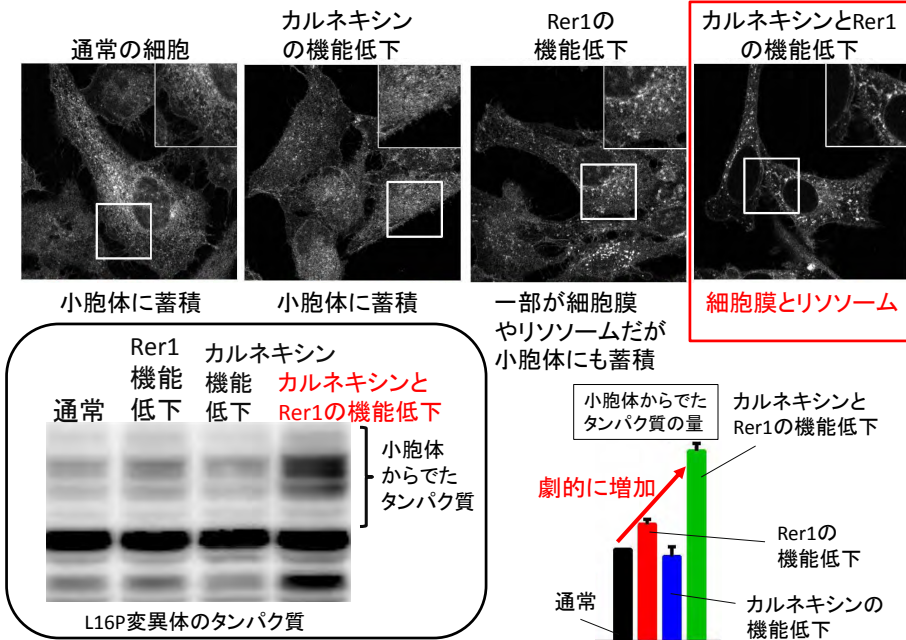 通常の細胞
カルネキシン
の機能低下
Rer1の
機能低下
カルネキシンとRer1
の機能低下
小胞体に蓄積
小胞体に蓄積
一部が細胞膜
やリソソームだが
小胞体にも蓄積
細胞膜とリソソーム
通常
Rer1
機能
低下
カルネキシン
機能
低下
カルネキシンと
Rer1の機能低下
小胞体
からでた
タンパク質
L16P変異体のタンパク質
小胞体からでた
タンパク質の量
劇的に増加
カルネキシンと
Rer1の機能低下
Rer1の
機能低下
通常
カルネキシンの
機能低下